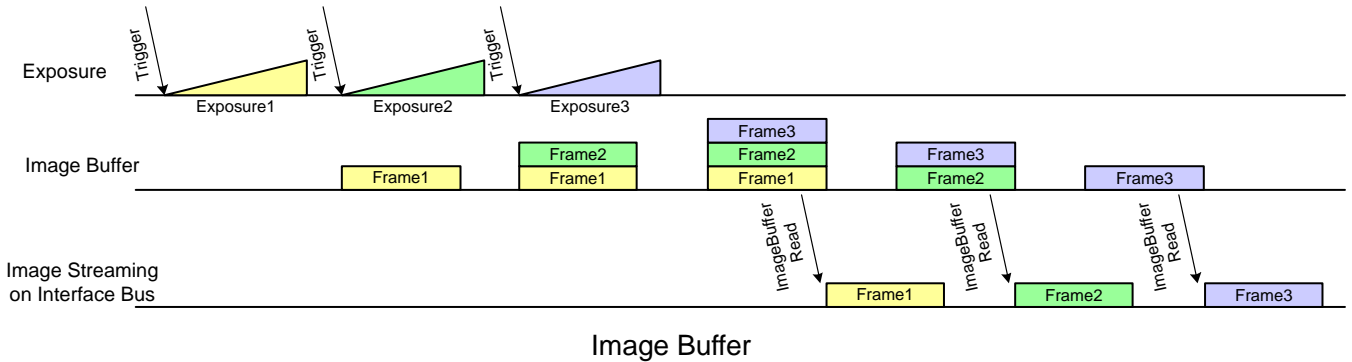 Trigger
Trigger
Trigger
Exposure
Exposure1
Exposure2
Exposure3
Frame3
Frame2
Frame2
Frame3
Image Buffer
Frame1
Frame1
Frame1
Frame2
Frame3
ImageBuffer
Read
ImageBuffer
Read
ImageBuffer
Read
Image Streaming
on Interface Bus
Frame1
Frame2
Frame3
Image Buffer